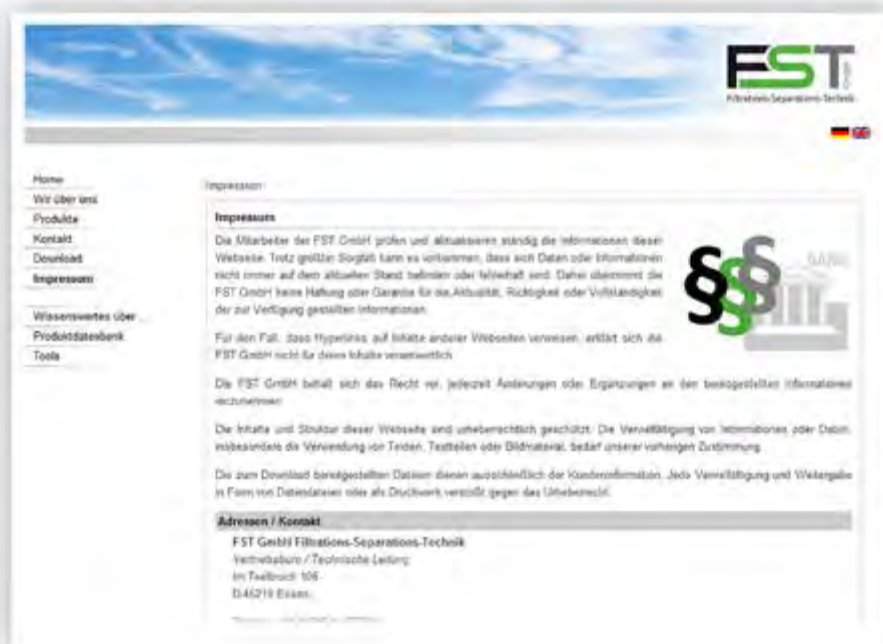 FST
GmbH
Filtrations-Separations-Technik
Home
Wir über uns
Produkte
Kontakt
Download
Impressum
Wissenswertes über ...
Produktdatenbank
Tools
Impressum
Impressum
Die Mitarbeiter der FST GmbH prüfen und aktualisieren ständig die Informationen dieser
Webseite. Trotz größter Sorgfalt kann es vorkommen, dass sich Daten oder Informationen
nicht immer auf dem aktuellen Stand befinden oder fehlerhaft sind. Daher übernimmt die
FST GmbH keine Haftung oder Garantie für die Aktualität, Richtigkeit oder Vollständigkeit
der zur Verfügung gestellten Informationen.
Für den Fall, dass Hyperlinks auf Inhalte anderer Webseiten verweisen, erklärt sich die
FST GmbH nicht für deren Inhalte verantwortlich.
Die FST GmbH behält sich das Recht vor, jederzeit Änderungen oder Ergänzungen an den bereitgestellten Informationen
vorzunehmen.
Die Inhalte und Struktur dieser Webseite sind urheberrechtlich geschützt. Die Vervielfältigung von Informationen oder Daten,
insbesondere die Verwendung von Texten, Textteilen oder Bildmaterial, bedarf unserer vorherigen Zustimmung.
Die zum Download bereitgestellten Dateien dienen ausschließlich der Kundeninformation. Jede Vervielfältigung und Weitergabe
in Form von Datendateien oder als Druckwerk verstößt gegen das Urheberrecht.
Adressen / Kontakt
FST GmbH Filtrations-Separations-Technik
Vertriebsbüro / Technische Leitung
Im Teelbruch 106
D-45219 Essen